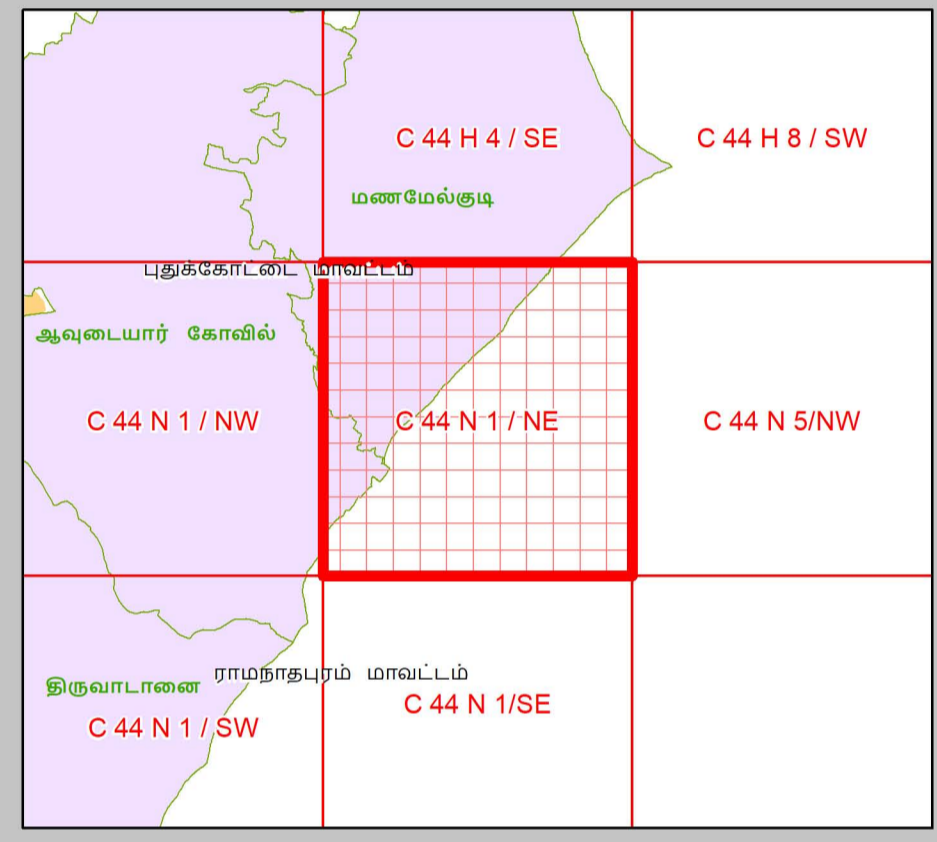 C 44 H 4 / SE
C 44 H 8 / SW
மணமேல்குடி
புதுக்கோட்டை மாவட்டம்
ஆவுடையார் கோவில்
C 44 N 1 / NW
C 44 N 1 / NE
C 44 N 5/NW
ராமநாதபுரம் மாவட்டம்
திருவாடானை
C 44 N 1/SE
C 44 N 1 / SW